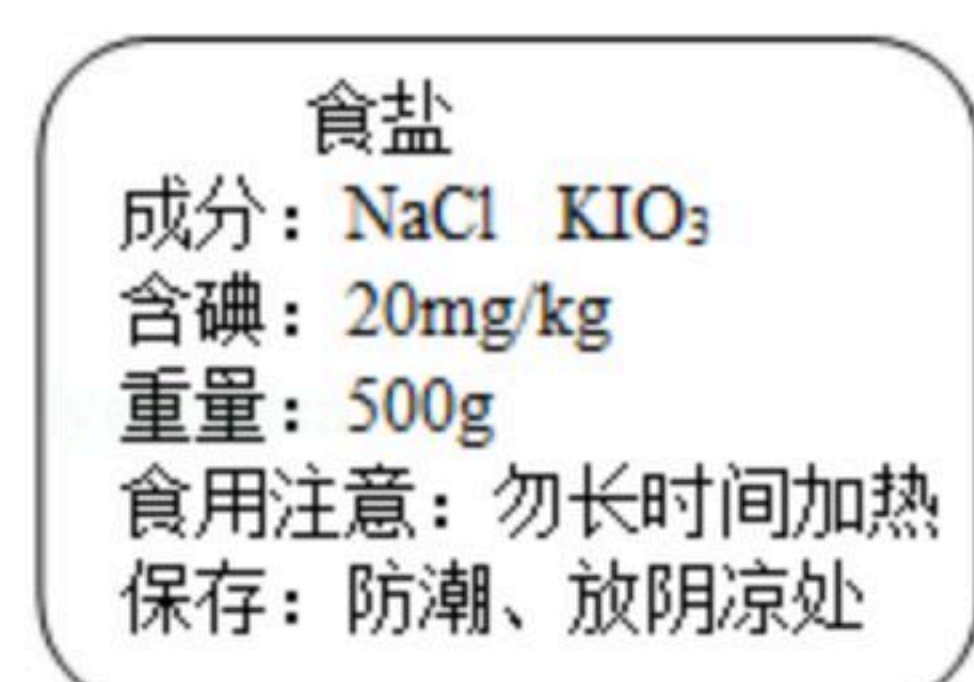 食盐
成分：NaCl KIO₃
含碘：20mg/kg
重量：500g
食用注意：勿长时间加热
保存：防潮、放阴凉处